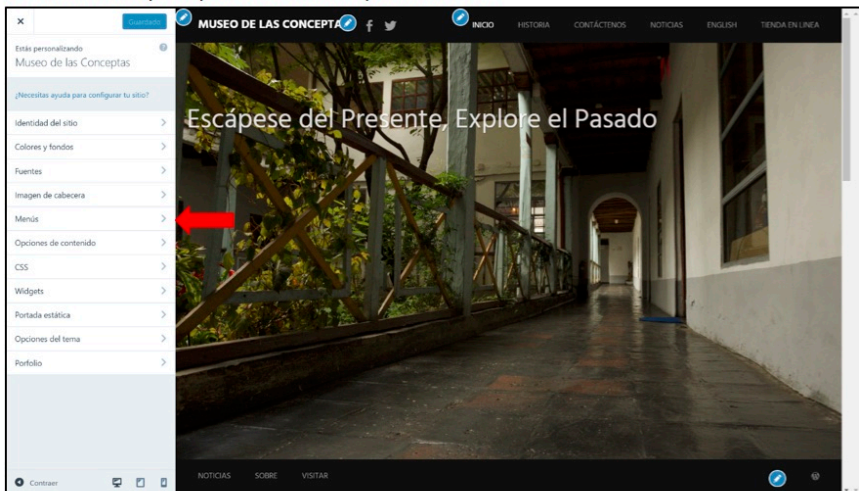 Guardado
Estás personalizando
Museo de las Conceptas
¿Necesitas ayuda para configurar tu sitio?
Identidad del sitio
Colores y fondos
Fuentes
Imagen de cabecera
Menús
Opciones de contenido
CSS
Widgets
Portada estática
Opciones del tema
Porfolio
Contraer
MUSEO DE LAS CONCEPTA
INICIO
HISTORIA
CONTÁCTENOS
NOTICIAS
ENGLISH
TIENDA EN LINEA
Escápese del Presente, Explore el Pasado
NOTICIAS
SOBRE
VISITAR